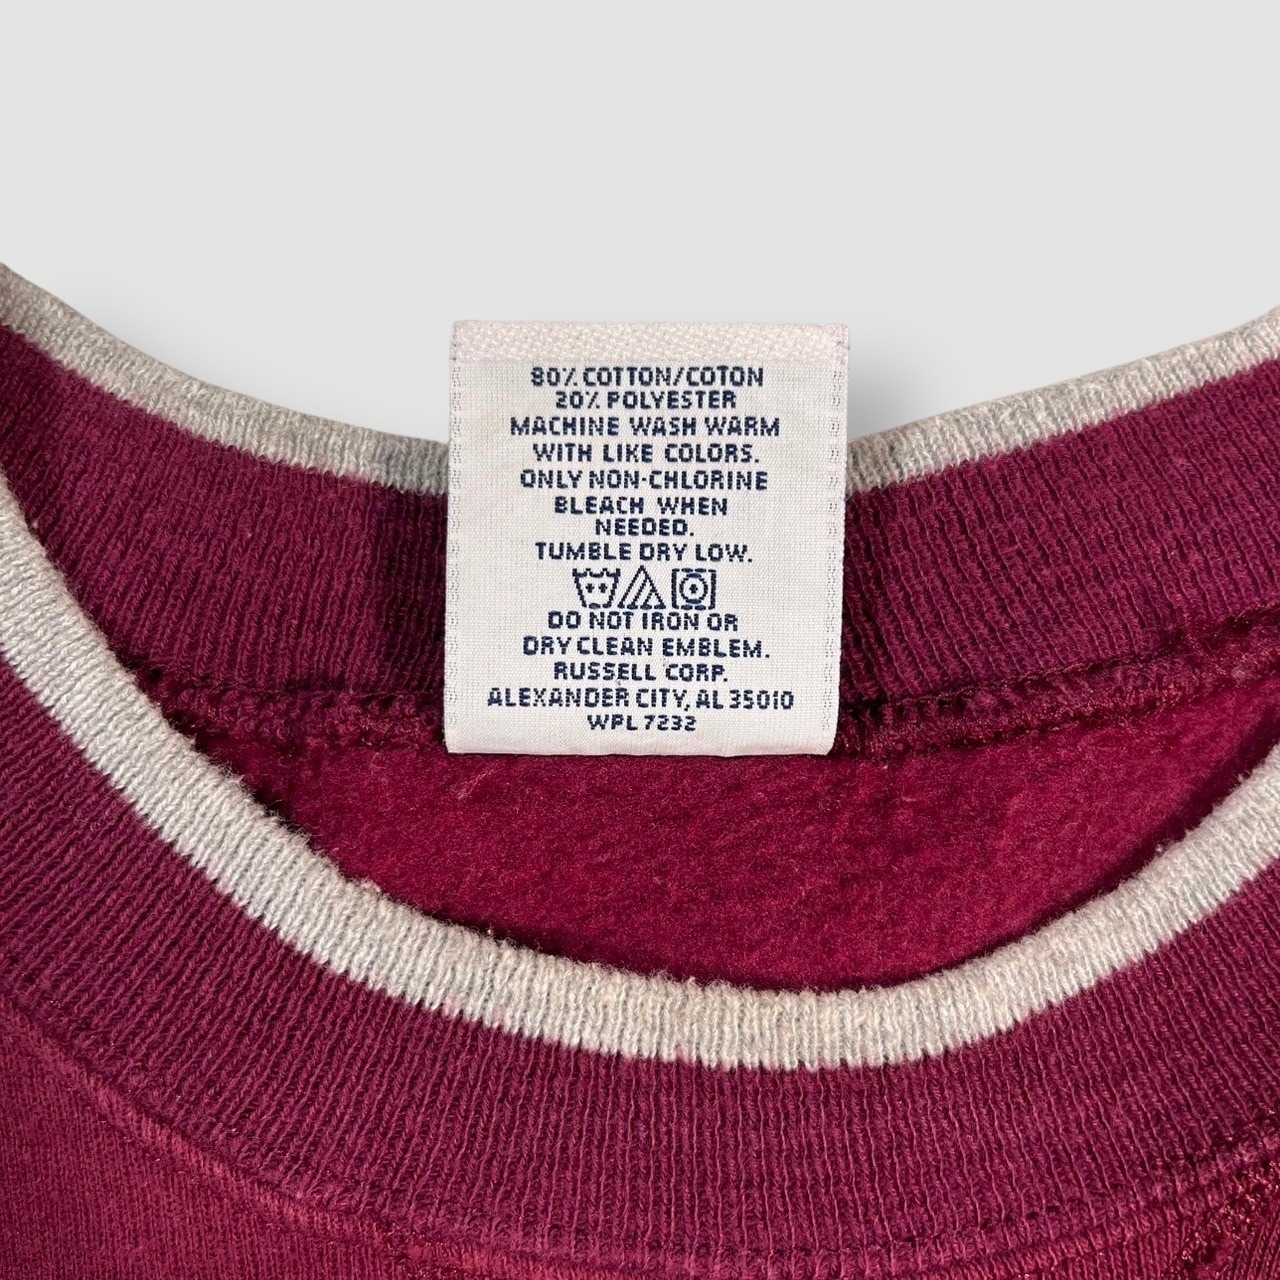 80% COTTON/COTON
20% POLYESTER
MACHINE WASH WARM
WITH LIKE COLORS.
ONLY NON-CHLORINE
BLEACH WHEN
NEEDED.
TUMBLE DRY LOW.
DO NOT IRON OR
DRY CLEAN EMBLEM.
RUSSELL CORP.
ALEXANDER CITY, AL 35010
WPL 7232